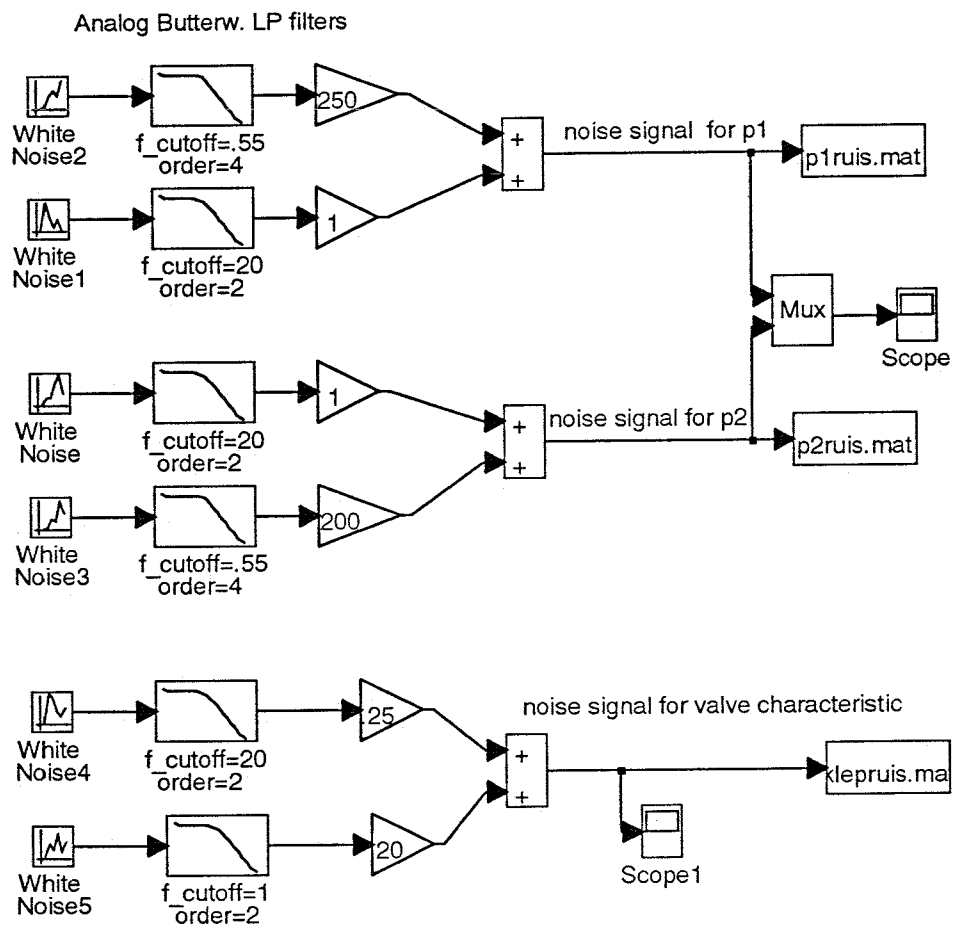 Analog Butterw. LP filters
White
Noise2
f_cutoff=.55
order=4
250
+
+
noise signal for p1
p1ruis.mat
White
Noise1
f_cutoff=20
order=2
1
Mux
Scope
White
Noise
f_cutoff=20
order=2
1
+
+
noise signal for p2
p2ruis.mat
White
Noise3
f_cutoff=.55
order=4
200
White
Noise4
f_cutoff=20
order=2
.25
+
+
noise signal for valve characteristic
klepruis.ma
Scope1
White
Noise5
f_cutoff=1
order=2
20